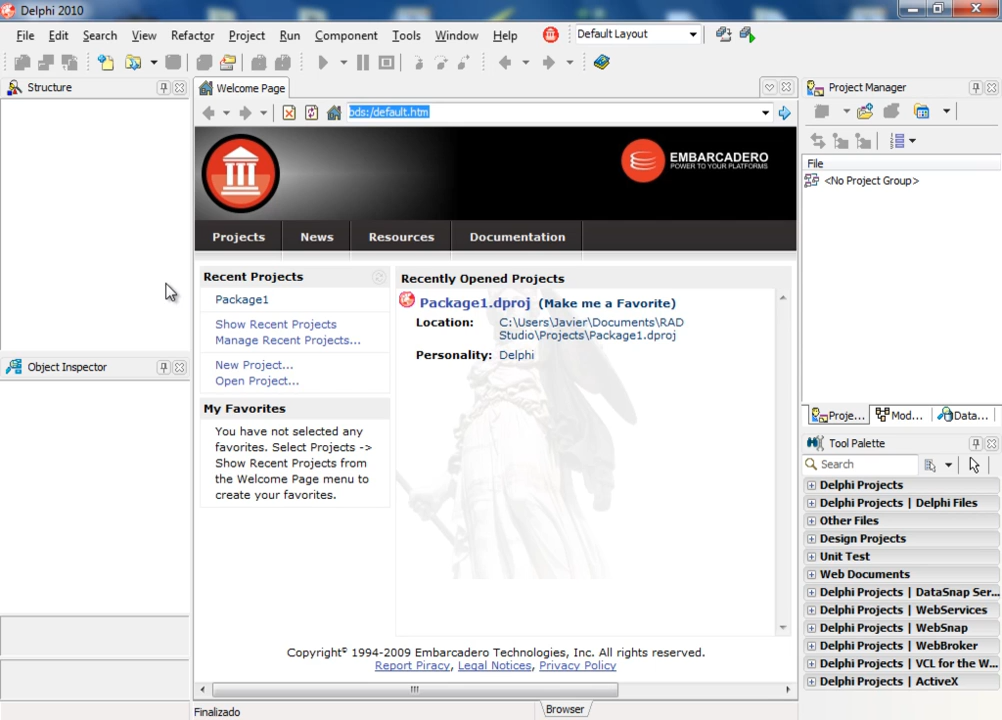 Delphi 2010
File Edit Search View Refactor Project Run Component Tools Window Help
Default Layout
Structure
Welcome Page
Project Manager
bds:/default.htm
File
<No Project Group>
EMBARCADERO
POWER TO YOUR PLATFORMS
Projects News Resources Documentation
Recent Projects
Package1
Show Recent Projects
Manage Recent Projects...
New Project...
Open Project...
My Favorites
You have not selected any
favorites. Select Projects ->
Show Recent Projects from
the Welcome Page menu to
create your favorites.
Recently Opened Projects
Package1.dproj (Make me a Favorite)
Location: C:\Users\Javier\Documents\RAD
Studio\Projects\Package1.dproj
Personality: Delphi
Object Inspector
Proje... Mod... Data...
Tool Palette
Search
Delphi Projects
Delphi Projects | Delphi Files
Other Files
Design Projects
Unit Test
Web Documents
Delphi Projects | DataSnap Ser...
Delphi Projects | WebServices
Delphi Projects | WebSnap
Delphi Projects | WebBroker
Delphi Projects | VCL for the W...
Delphi Projects | ActiveX
Copyright© 1994-2009 Embarcadero Technologies, Inc. All rights reserved.
Report Piracy, Legal Notices, Privacy Policy
Finalizado
Browser